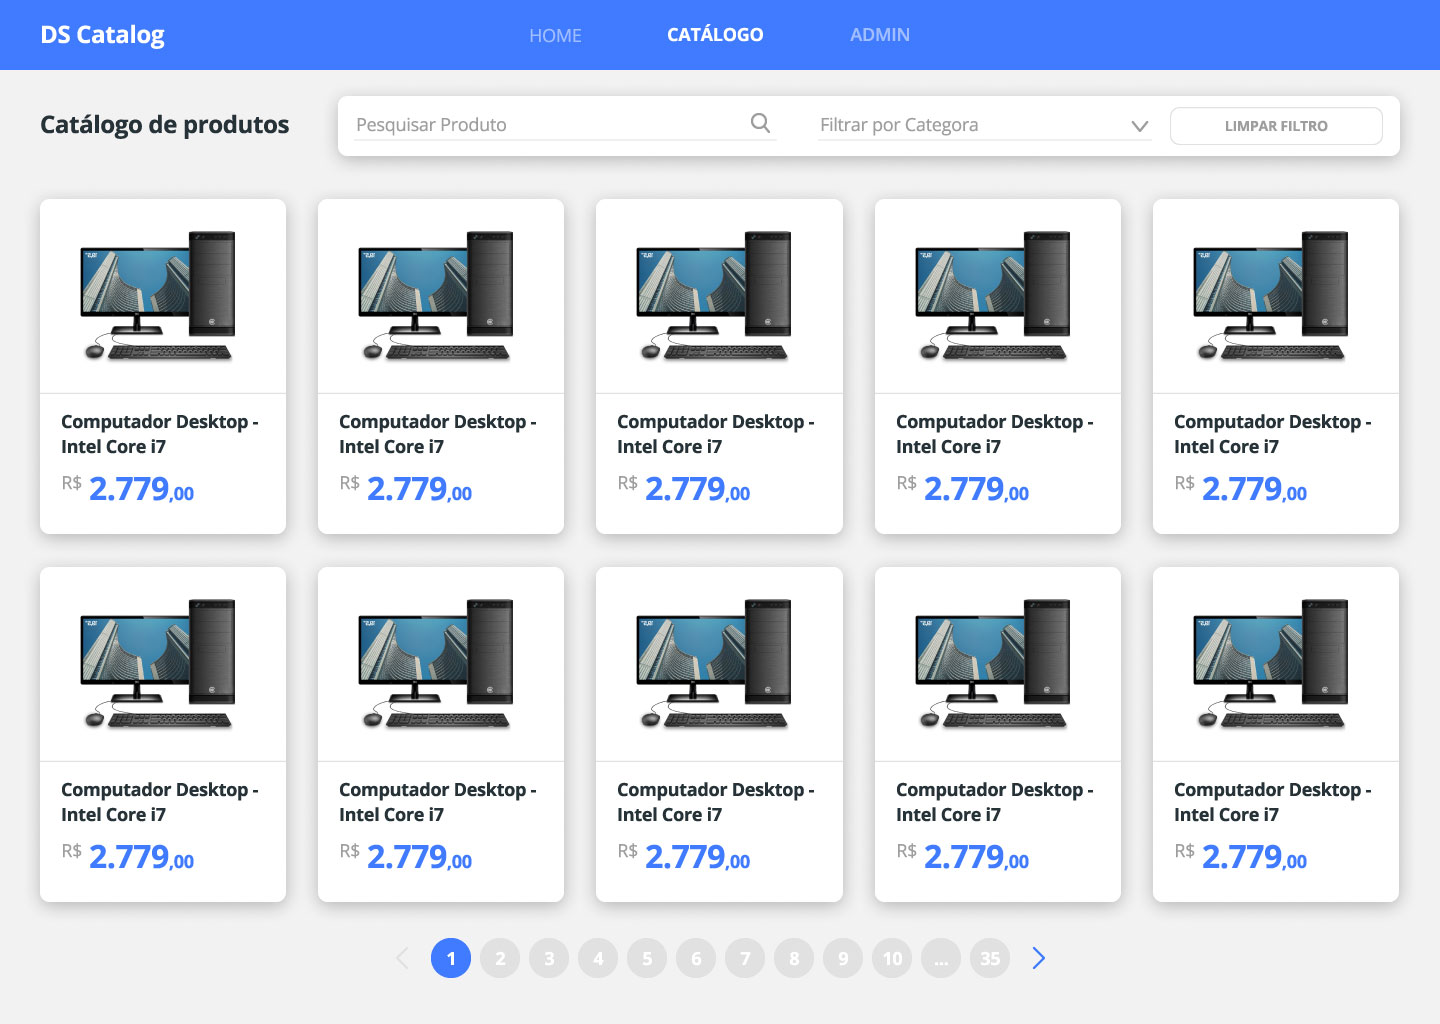 DS Catalog
HOME
CATÁLOGO
ADMIN
Catálogo de produtos
Pesquisar Produto
Filtrar por Categora
LIMPAR FILTRO
Computador Desktop -
Intel Core i7
R$ 2.779,00
Computador Desktop -
Intel Core i7
R$ 2.779,00
Computador Desktop -
Intel Core i7
R$ 2.779,00
Computador Desktop -
Intel Core i7
R$ 2.779,00
Computador Desktop -
Intel Core i7
R$ 2.779,00
Computador Desktop -
Intel Core i7
R$ 2.779,00
Computador Desktop -
Intel Core i7
R$ 2.779,00
Computador Desktop -
Intel Core i7
R$ 2.779,00
Computador Desktop -
Intel Core i7
R$ 2.779,00
Computador Desktop -
Intel Core i7
R$ 2.779,00
1 2 3 4 5 6 7 8 9 10 ... 35